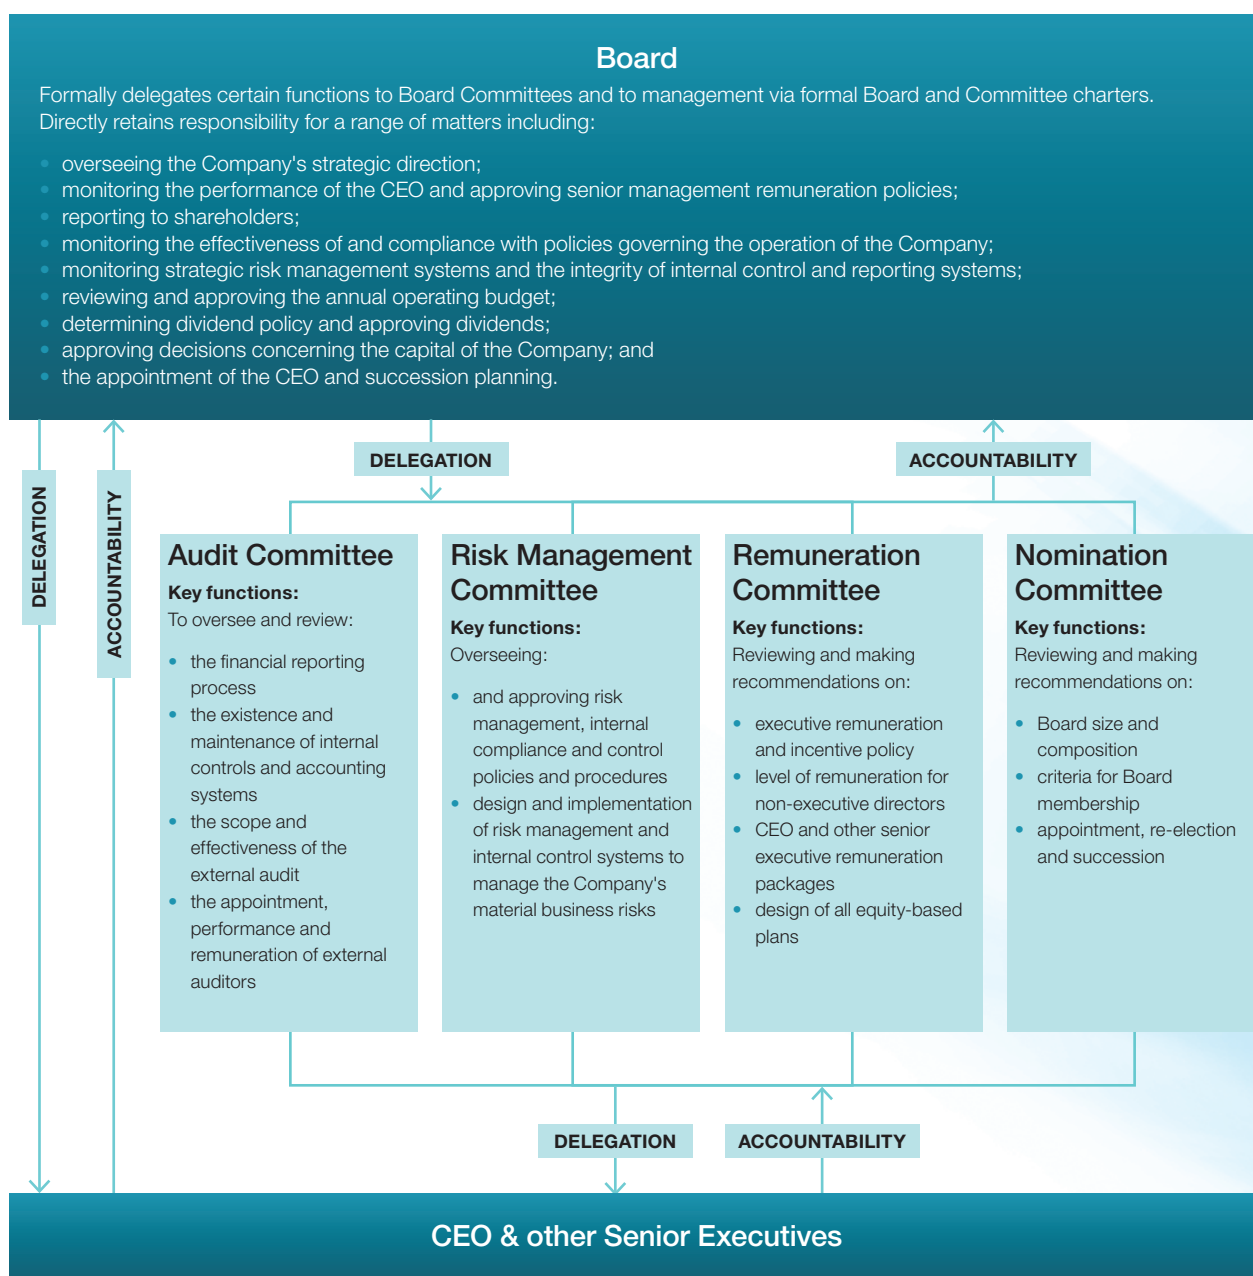 Board
Formally delegates certain functions to Board Committees and to management via formal Board and Committee charters.
Directly retains responsibility for a range of matters including:
• overseeing the Company's strategic direction;
• monitoring the performance of the CEO and approving senior management remuneration policies;
• reporting to shareholders;
• monitoring the effectiveness of and compliance with policies governing the operation of the Company;
• monitoring strategic risk management systems and the integrity of internal control and reporting systems;
• reviewing and approving the annual operating budget;
• determining dividend policy and approving dividends;
• approving decisions concerning the capital of the Company; and
• the appointment of the CEO and succession planning.
DELEGATION
ACCOUNTABILITY
DELEGATION
ACCOUNTABILITY
Audit Committee
Key functions:
To oversee and review:
• the financial reporting
process
• the existence and
maintenance of internal
controls and accounting
systems
• the scope and
effectiveness of the
external audit
• the appointment,
performance and
remuneration of external
auditors
Risk Management
Committee
Key functions:
Overseeing:
• and approving risk
management, internal
compliance and control
policies and procedures
• design and implementation
of risk management and
internal control systems to
manage the Company's
material business risks
Remuneration
Committee
Key functions:
Reviewing and making
recommendations on:
• executive remuneration
and incentive policy
• level of remuneration for
non-executive directors
• CEO and other senior
executive remuneration
packages
• design of all equity-based
plans
Nomination
Committee
Key functions:
Reviewing and making
recommendations on:
• Board size and
composition
• criteria for Board
membership
• appointment, re-election
and succession
DELEGATION
ACCOUNTABILITY
CEO & other Senior Executives